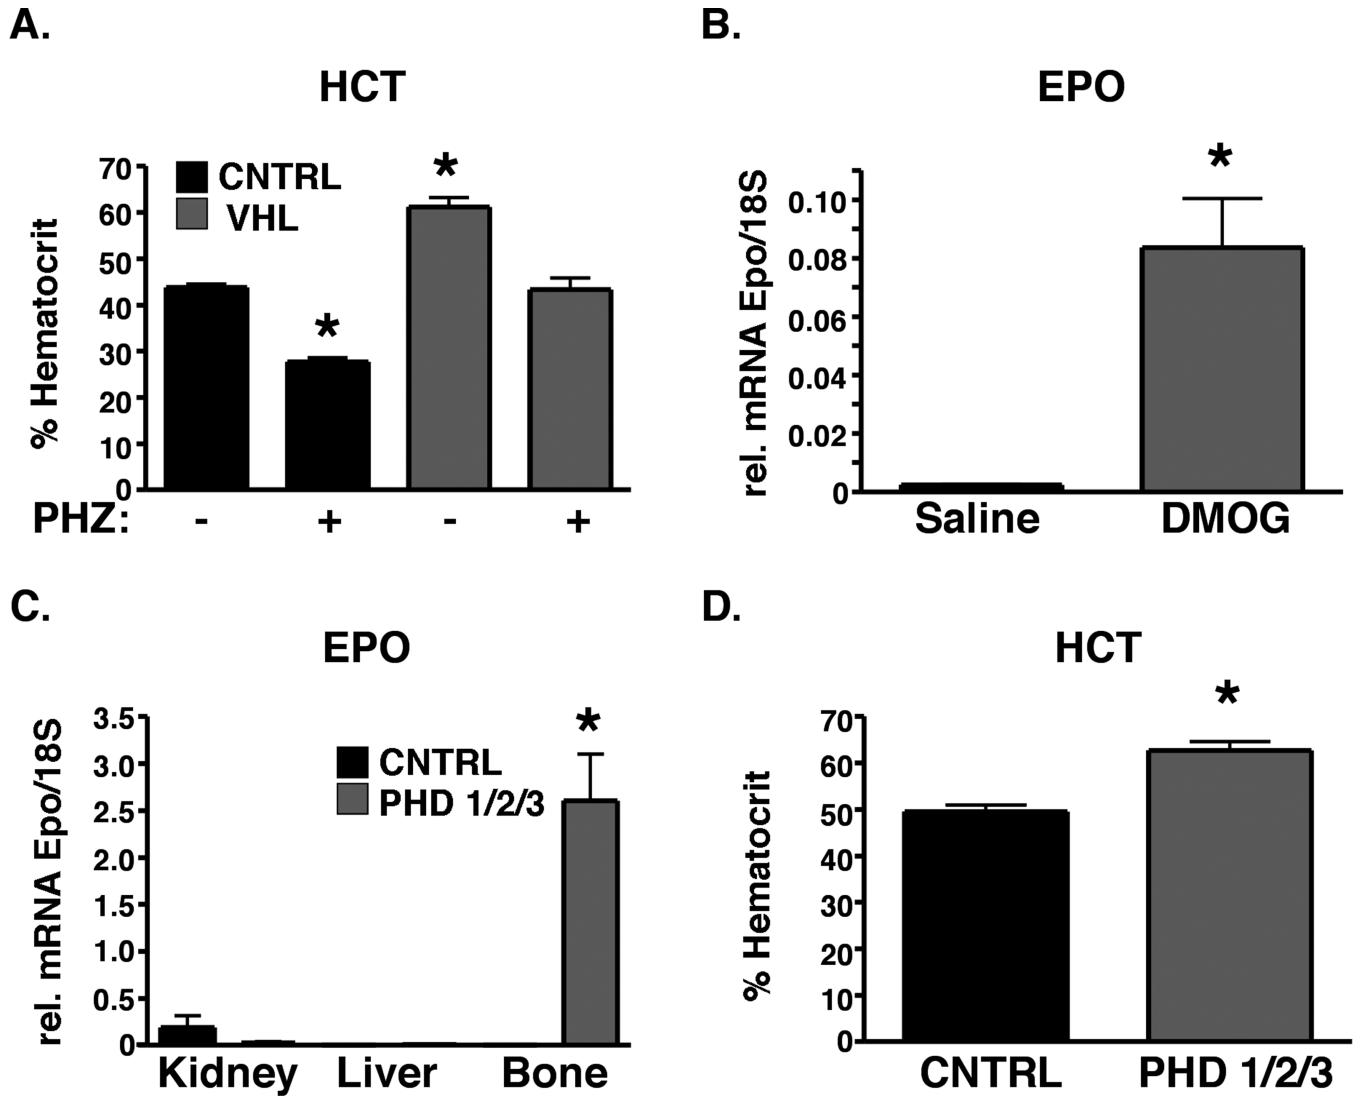 A.
HCT
% Hematocrit
70
60
50
40
30
20
10
0
CNTRL
VHL
*
*
PHZ: - + - +
B.
EPO
rel. mRNA Epo/18S
0.10
0.08
0.06
0.04
0.02
0
*
Saline DMOG
C.
EPO
rel. mRNA Epo/18S
3.5
3.0
2.5
2.0
1.5
1.0
0.5
0
CNTRL
PHD 1/2/3
*
Kidney Liver Bone
D.
HCT
% Hematocrit
70
60
50
40
30
20
10
0
*
CNTRL PHD 1/2/3